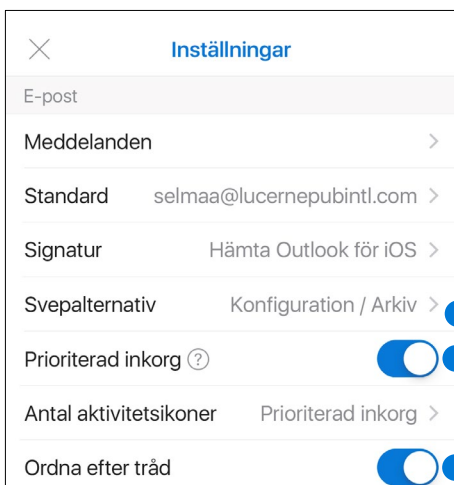 Inställningar
E-post
Meddelanden
Standard selmaa@lucernepubintl.com
Signatur Hämta Outlook för iOS
Svepalternativ Konfiguration / Arkiv
Prioriterad inkorg ?
Antal aktivitetsikoner Prioriterad inkorg
Ordna efter tråd